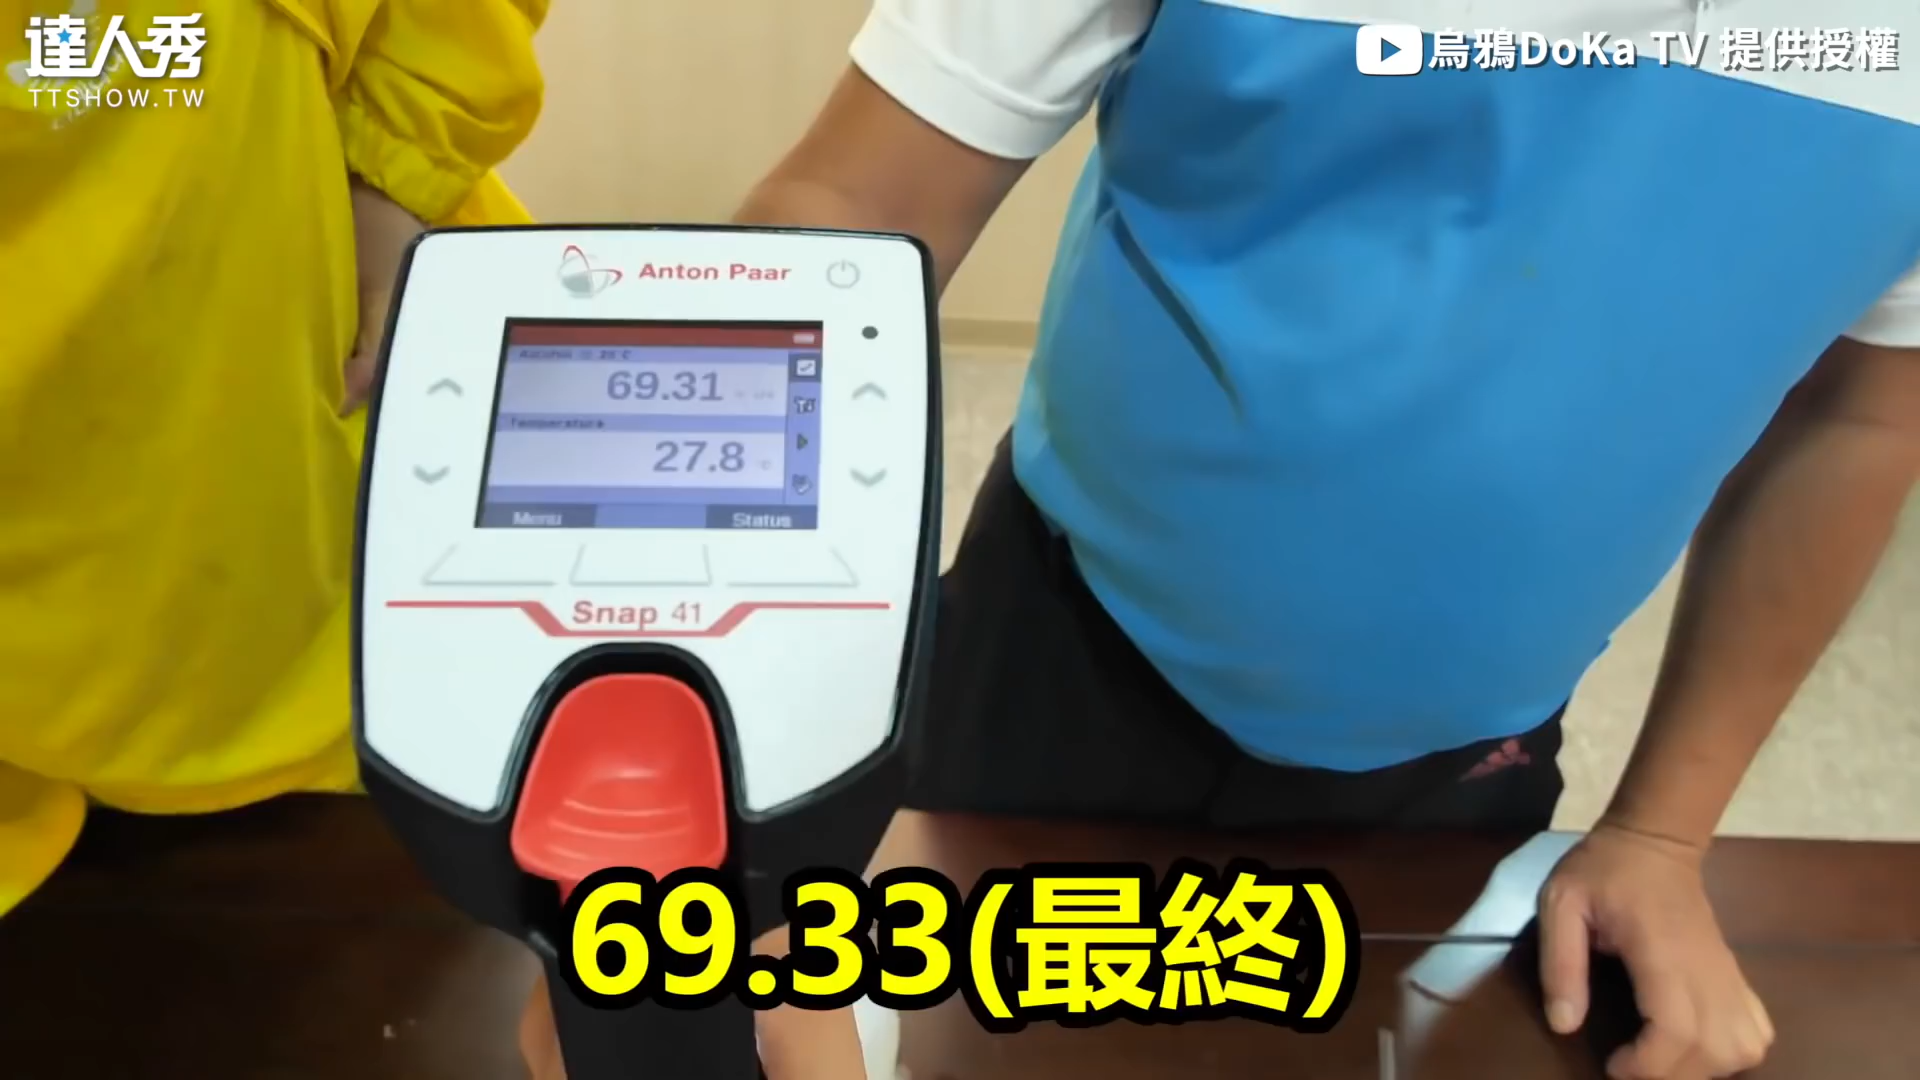 達人秀
TTSHOW.TW
烏鴉DoKa TV 提供授權
Anton Paar
69.31
Temperature
27.8
Menu
Status
Snap 41
69.33(最終)